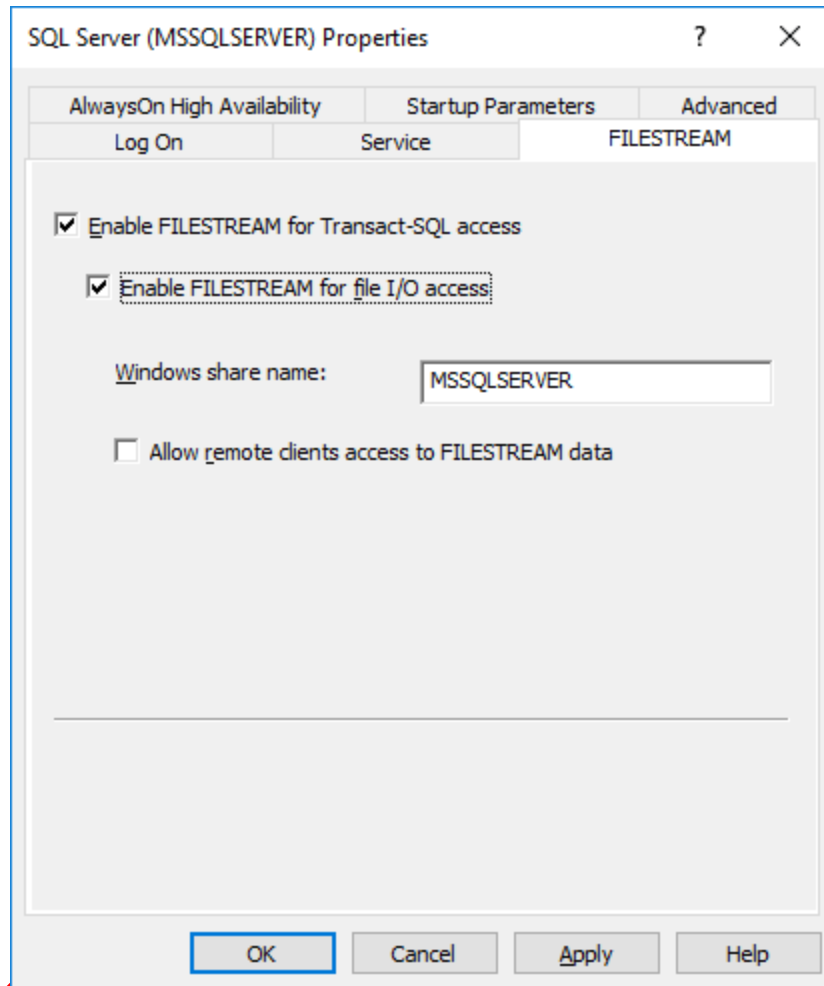 SQL Server (MSSQLSERVER) Properties ?
AlwaysOn High Availability Startup Parameters Advanced
Log On Service FILESTREAM
Enable FILESTREAM for Transact-SQL access
Enable FILESTREAM for file I/O access
Windows share name: MSSQLSERVER
Allow remote clients access to FILESTREAM data
OK Cancel Apply Help